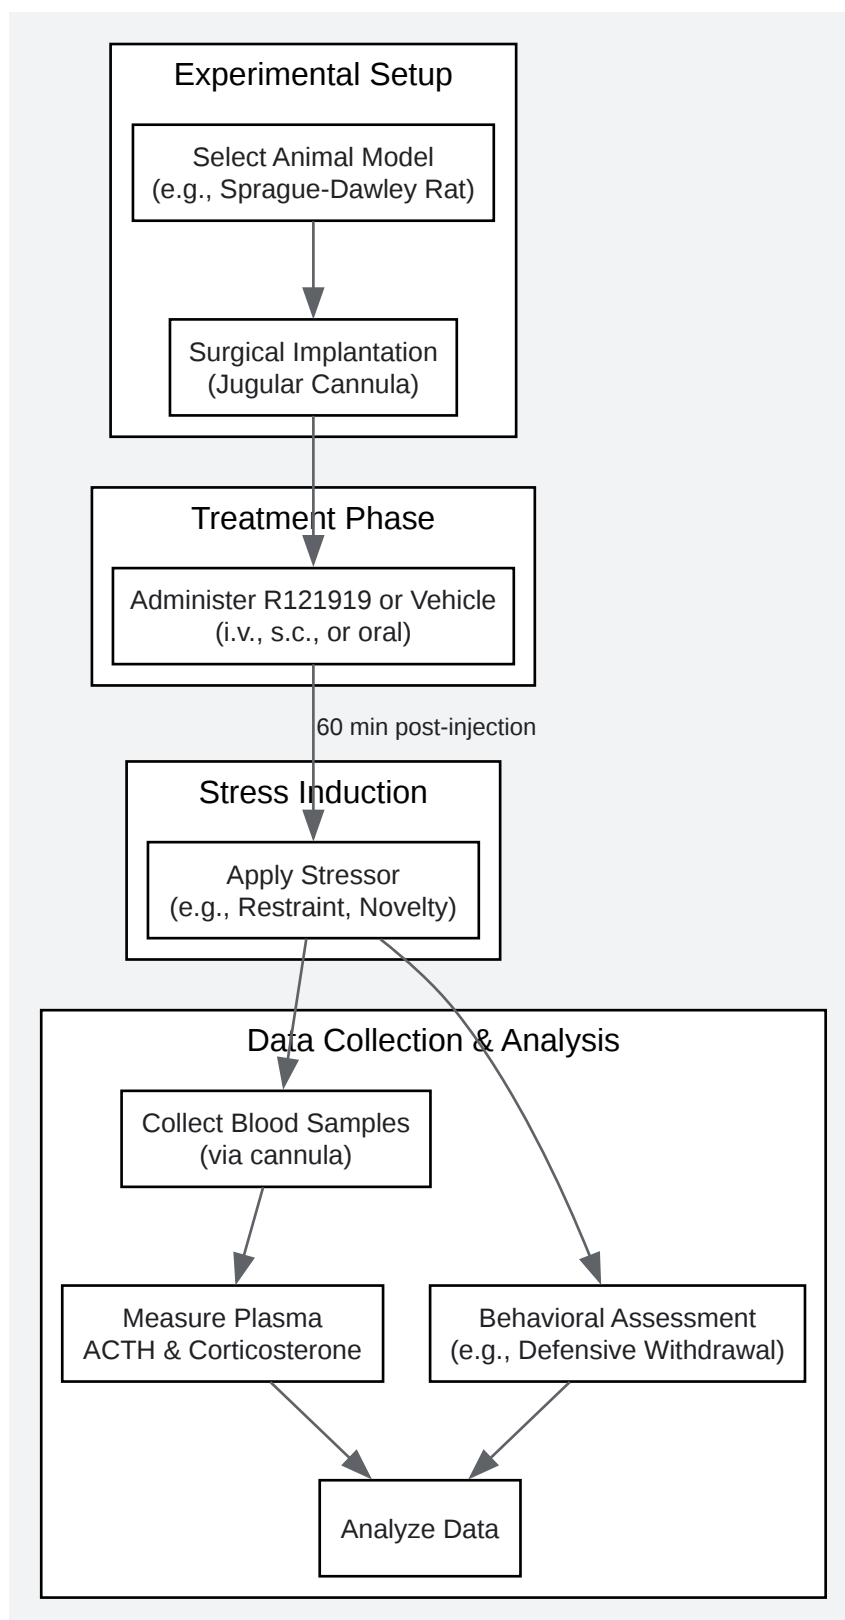 Experimental Setup
Select Animal Model
(e.g., Sprague-Dawley Rat)
Surgical Implantation
(Jugular Cannula)
Treatment Phase
Administer R121919 or Vehicle
(i.v., s.c., or oral)
60 min post-injection
Stress Induction
Apply Stressor
(e.g., Restraint, Novelty)
Data Collection & Analysis
Collect Blood Samples
(via cannula)
Measure Plasma
ACTH & Corticosterone
Behavioral Assessment
(e.g., Defensive Withdrawal)
Analyze Data